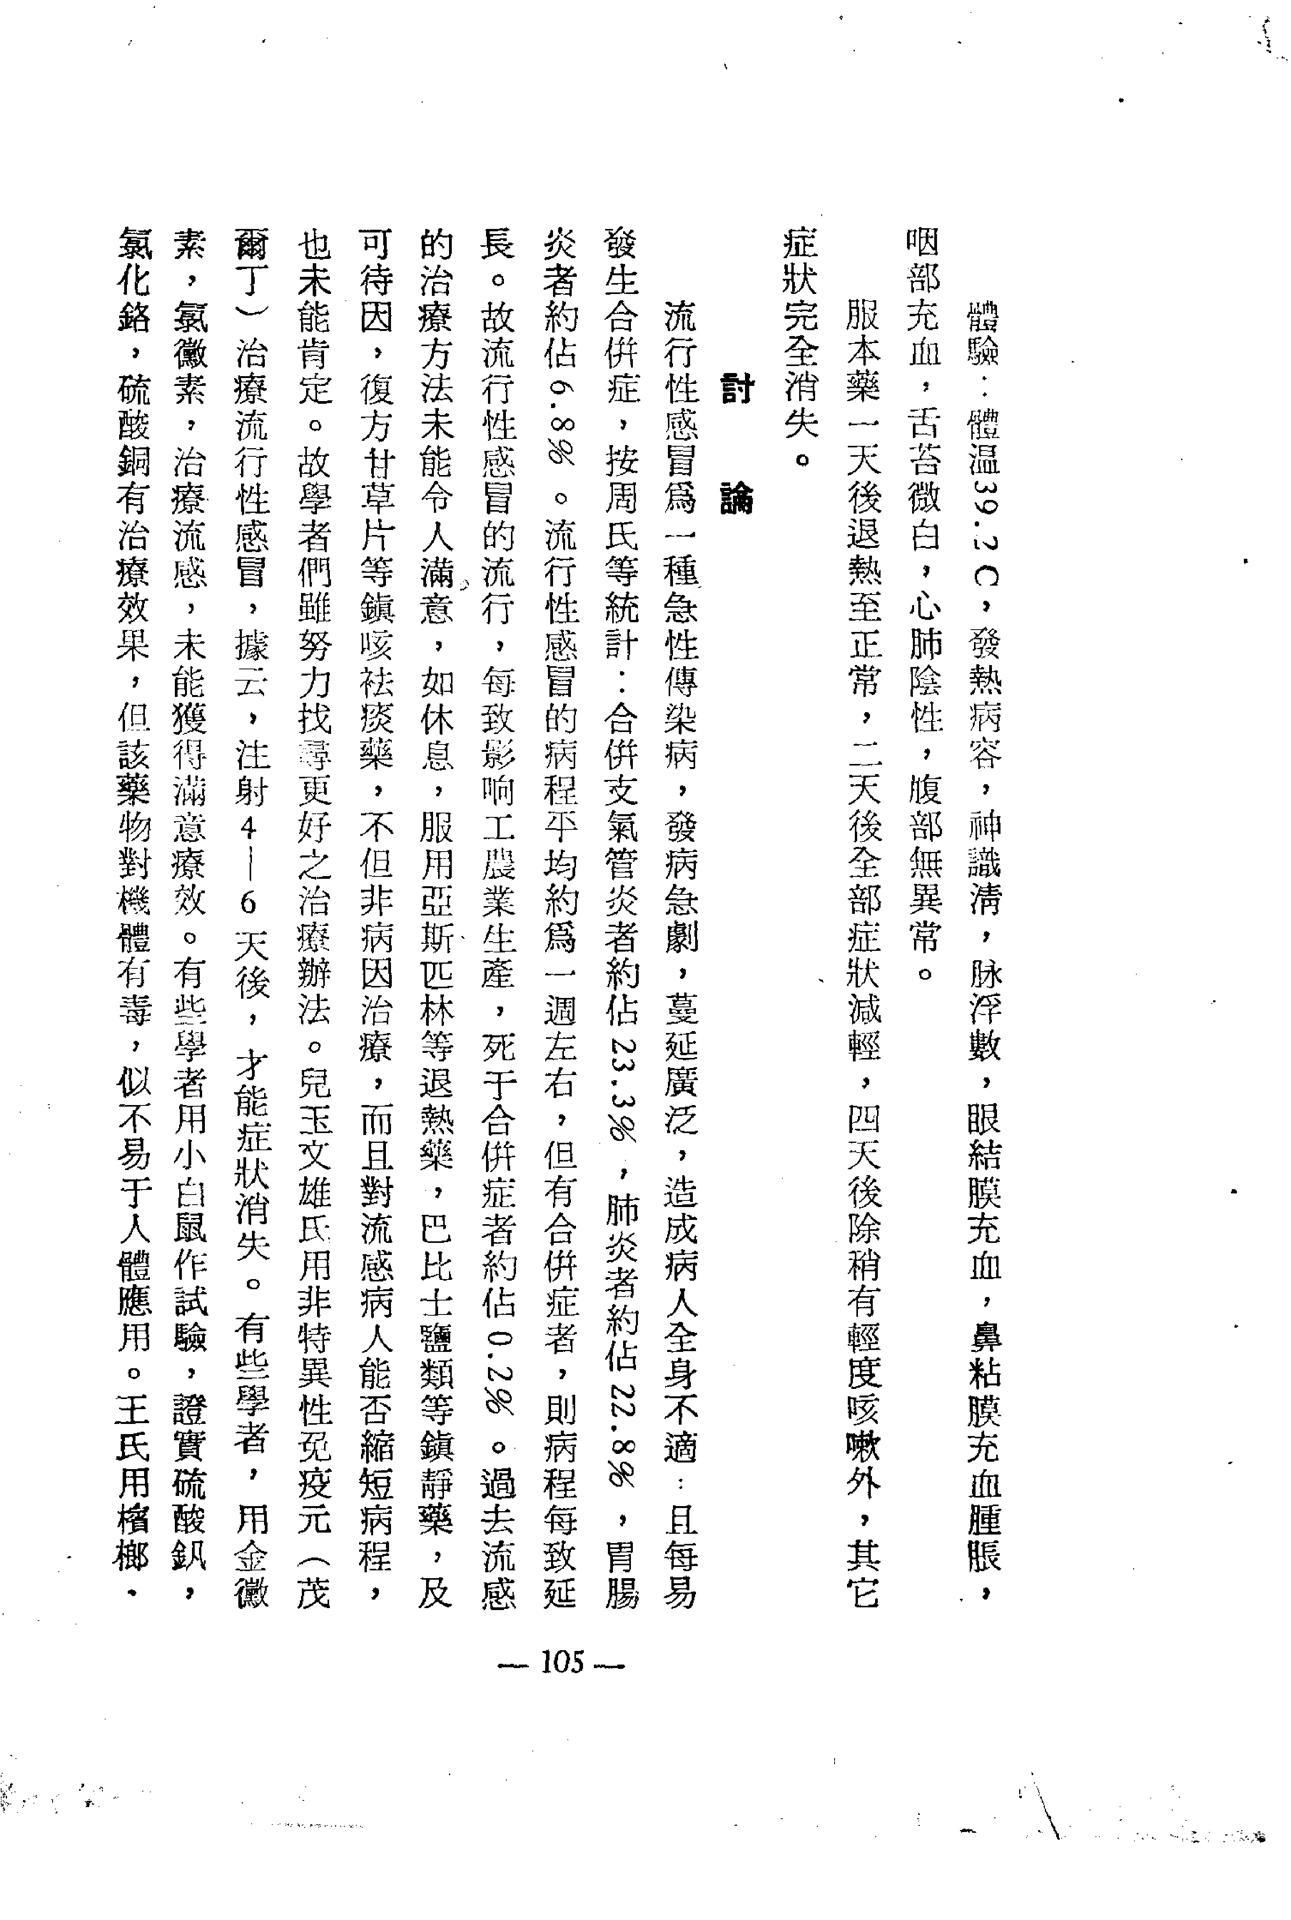 體驗：體温39.2C，發熱病容，神識清，脉浮數，眼結膜充血，鼻粘膜充血腫脹，
咽部充血，舌苔微白，心肺陰性，腹部無異常。
服本藥一天後退熱至正常，二天後全部症狀減輕，四天後除稍有輕度咳嗽外，其它
症狀完全消失。
討論
流行性感冒爲一種急性傳染病，發病急劇，蔓延廣泛，造成病人全身不適：且每易
發生合併症，按周氏等統計：合併支氣管炎者約佔23.3%，肺炎者約佔22.8%，胃腸
炎者約佔6.8%。流行性感冒的病程平均約爲一週左右，但有合併症者，則病程每致延
長。故流行性感冒的流行，每致影响工農業生產，死于合併症者約佔0.2%。過去流感
的治療方法未能令人滿意，如休息，服用亞斯匹林等退熱藥，巴比士鹽類等鎮靜藥，及
可待因，復方甘草片等鎮咳祛痰藥，不但非病因治療，而且對流感病人能否縮短病程，
也未能肯定。故學者們雖努力找尋更好之治療辦法。兒玉文雄氏用非特異性免疫元（茂
爾丁）治療流行性感冒，據云，注射4—6天後，才能症狀消失。有些學者，用金黴
素，氯黴素，治療流感，未能獲得滿意療效。有些學者用小白鼠作試驗，證實硫酸釩，
氯化鉻，硫酸銅有治療效果，但該藥物對機體有毒，似不易于人體應用。王氏用檳榔、
— 105 —